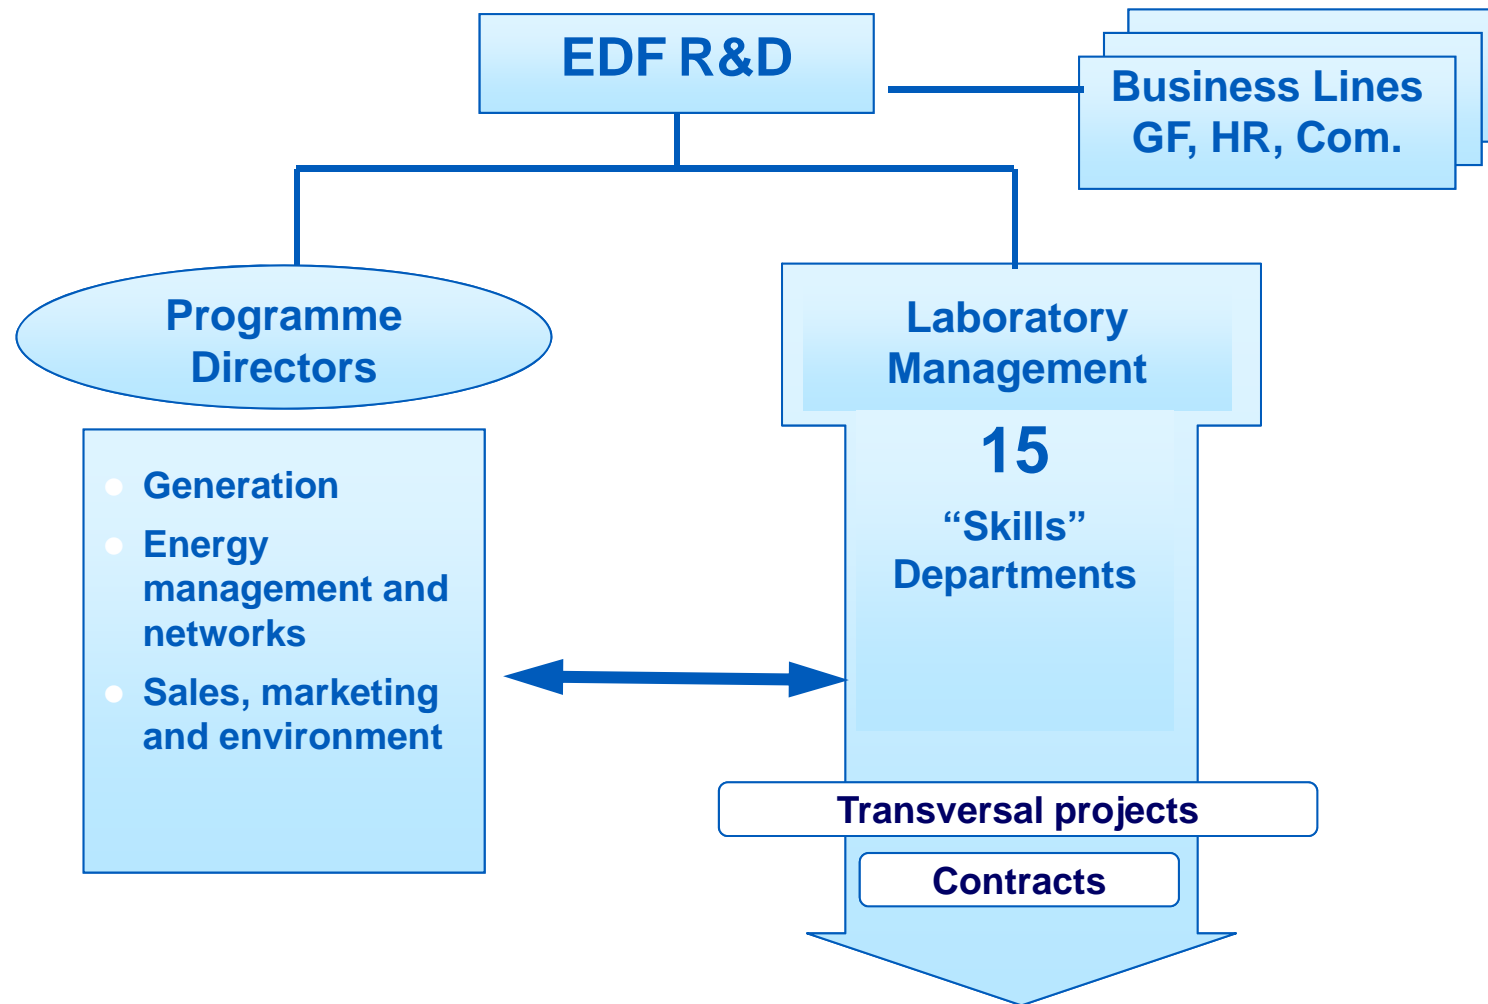 EDF R&D
Business Lines
GF, HR, Com.
Programme
Directors
Generation
Energy
management and
networks
Sales, marketing
and environment
Laboratory
Management
15
“Skills”
Departments
Transversal projects
Contracts